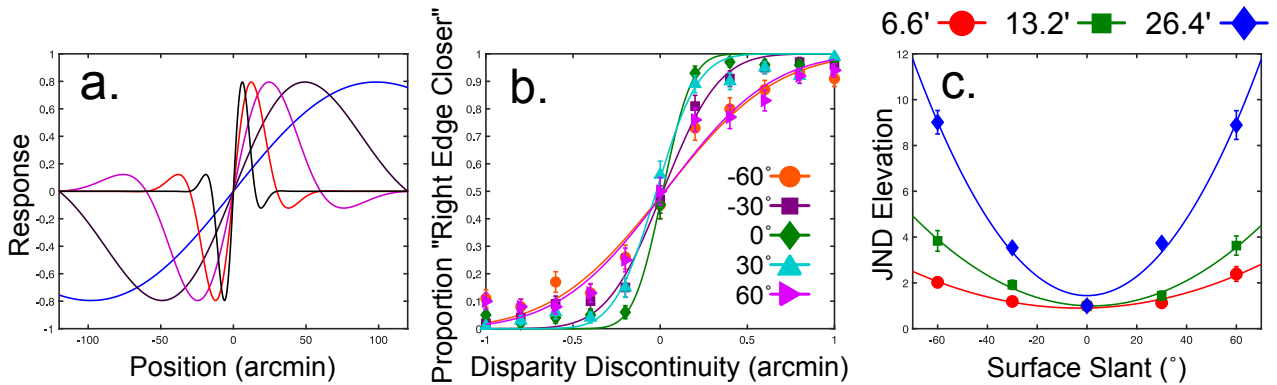 6.6' 13.2' 26.4'
a.
Response
1
0.8
0.6
0.4
0.2
0
-0.2
-0.4
-0.6
-0.8
-1
-100 -50 0 50 100
Position (arcmin)
b.
Proportion "Right Edge Closer"
1
0.9
0.8
0.7
0.6
0.5
0.4
0.3
0.2
0.1
0
-60°
-30°
0°
30°
60°
-1 -0.5 0 0.5 1
Disparity Discontinuity (arcmin)
c.
JND Elevation
12
10
8
6
4
2
0
-60 -40 -20 0 20 40 60
Surface Slant (°)